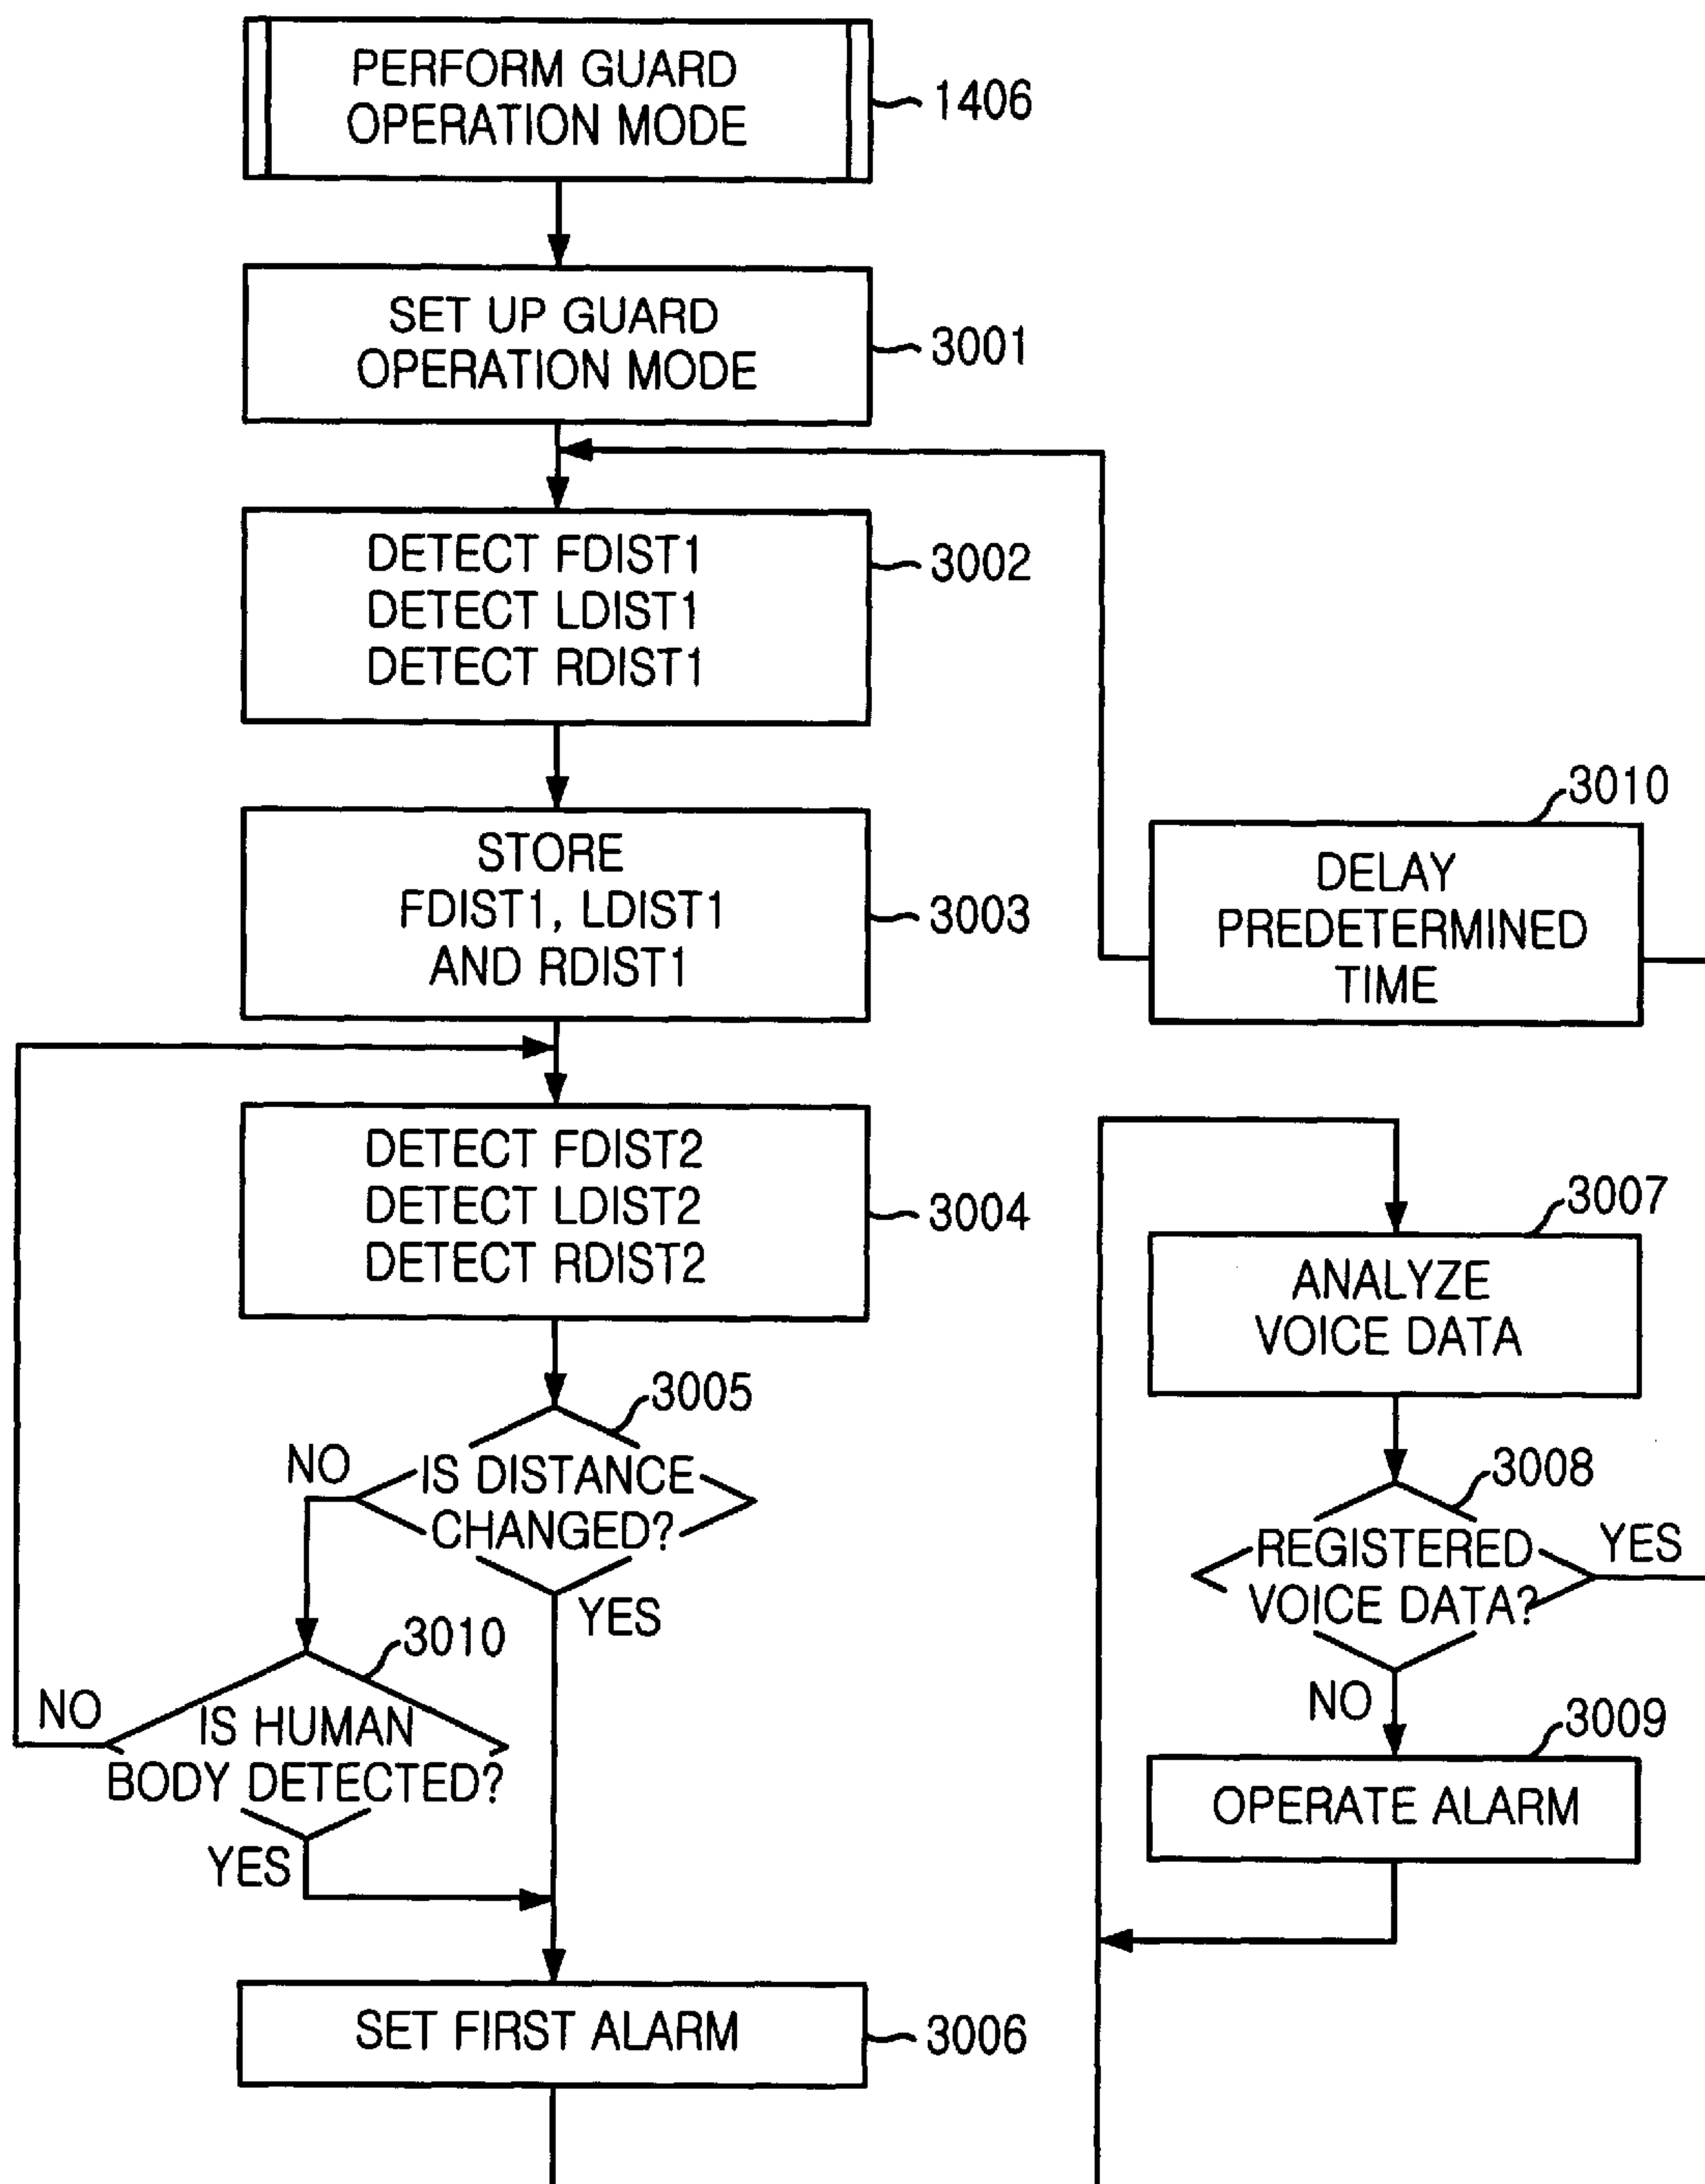 PERFORM GUARD
OPERATION MODE
1406
SET UP GUARD
OPERATION MODE
3001
DETECT FDIST1
DETECT LDIST1
DETECT RDIST1
3002
STORE
FDIST1, LDIST1
AND RDIST1
3003
DETECT FDIST2
DETECT LDIST2
DETECT RDIST2
3004
3005
IS DISTANCE
CHANGED?
NO
YES
3010
IS HUMAN
BODY DETECTED?
NO
YES
SET FIRST ALARM
3006
3010
DELAY
PREDETERMINED
TIME
3007
ANALYZE
VOICE DATA
3008
REGISTERED
VOICE DATA?
YES
NO
3009
OPERATE ALARM